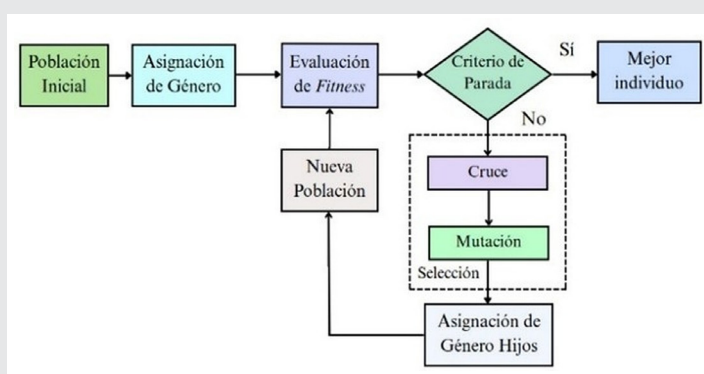 Población
Inicial
Asignación
de Género
Evaluación
de Fitness
Criterio de
Parada
Sí
Mejor
individuo
No
Cruce
Mutación
Selección
Asignación de
Género Hijos
Nueva
Población